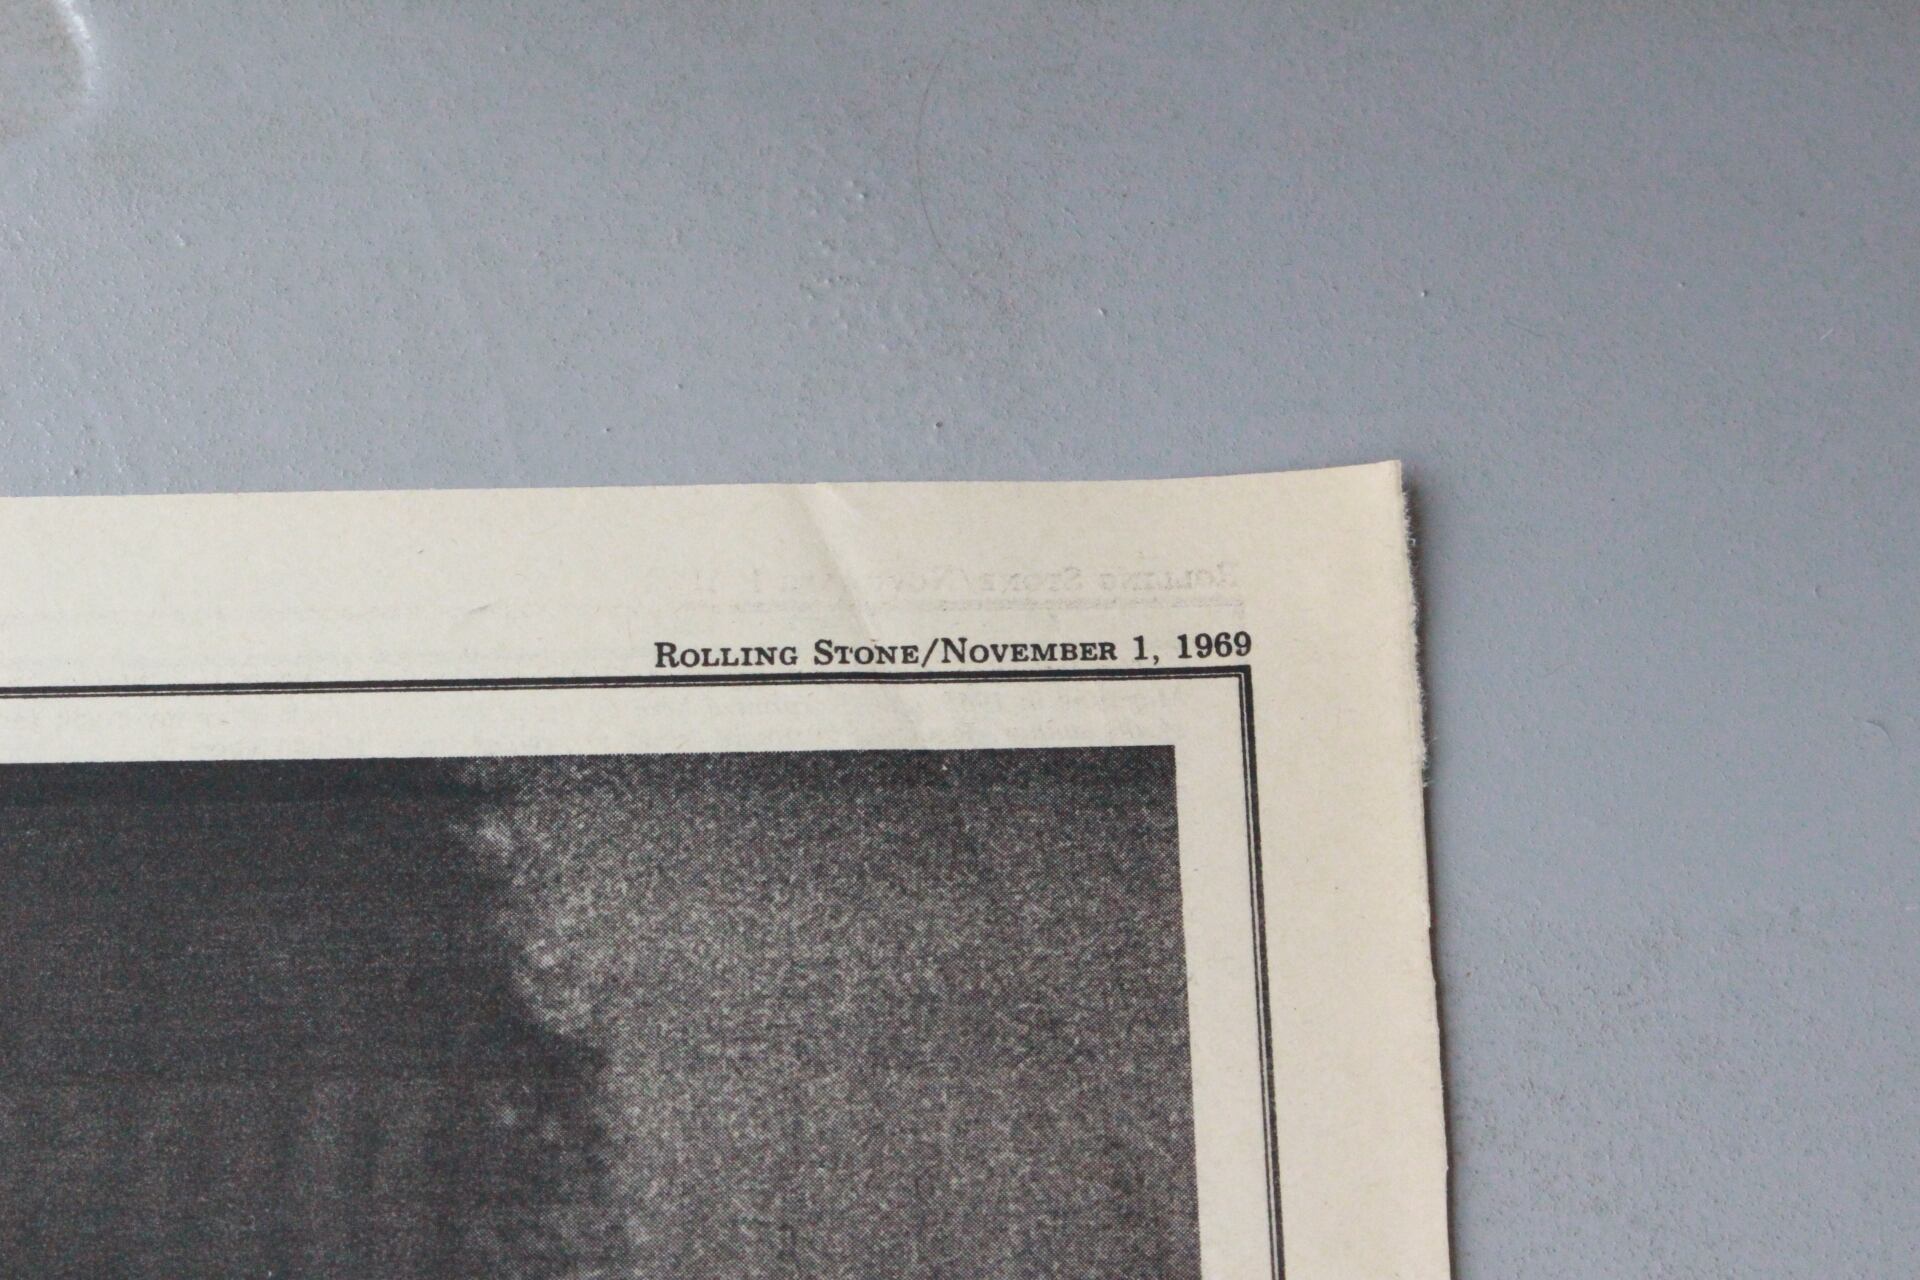 ROLLING STONE/NOVEMBER 1, 1969